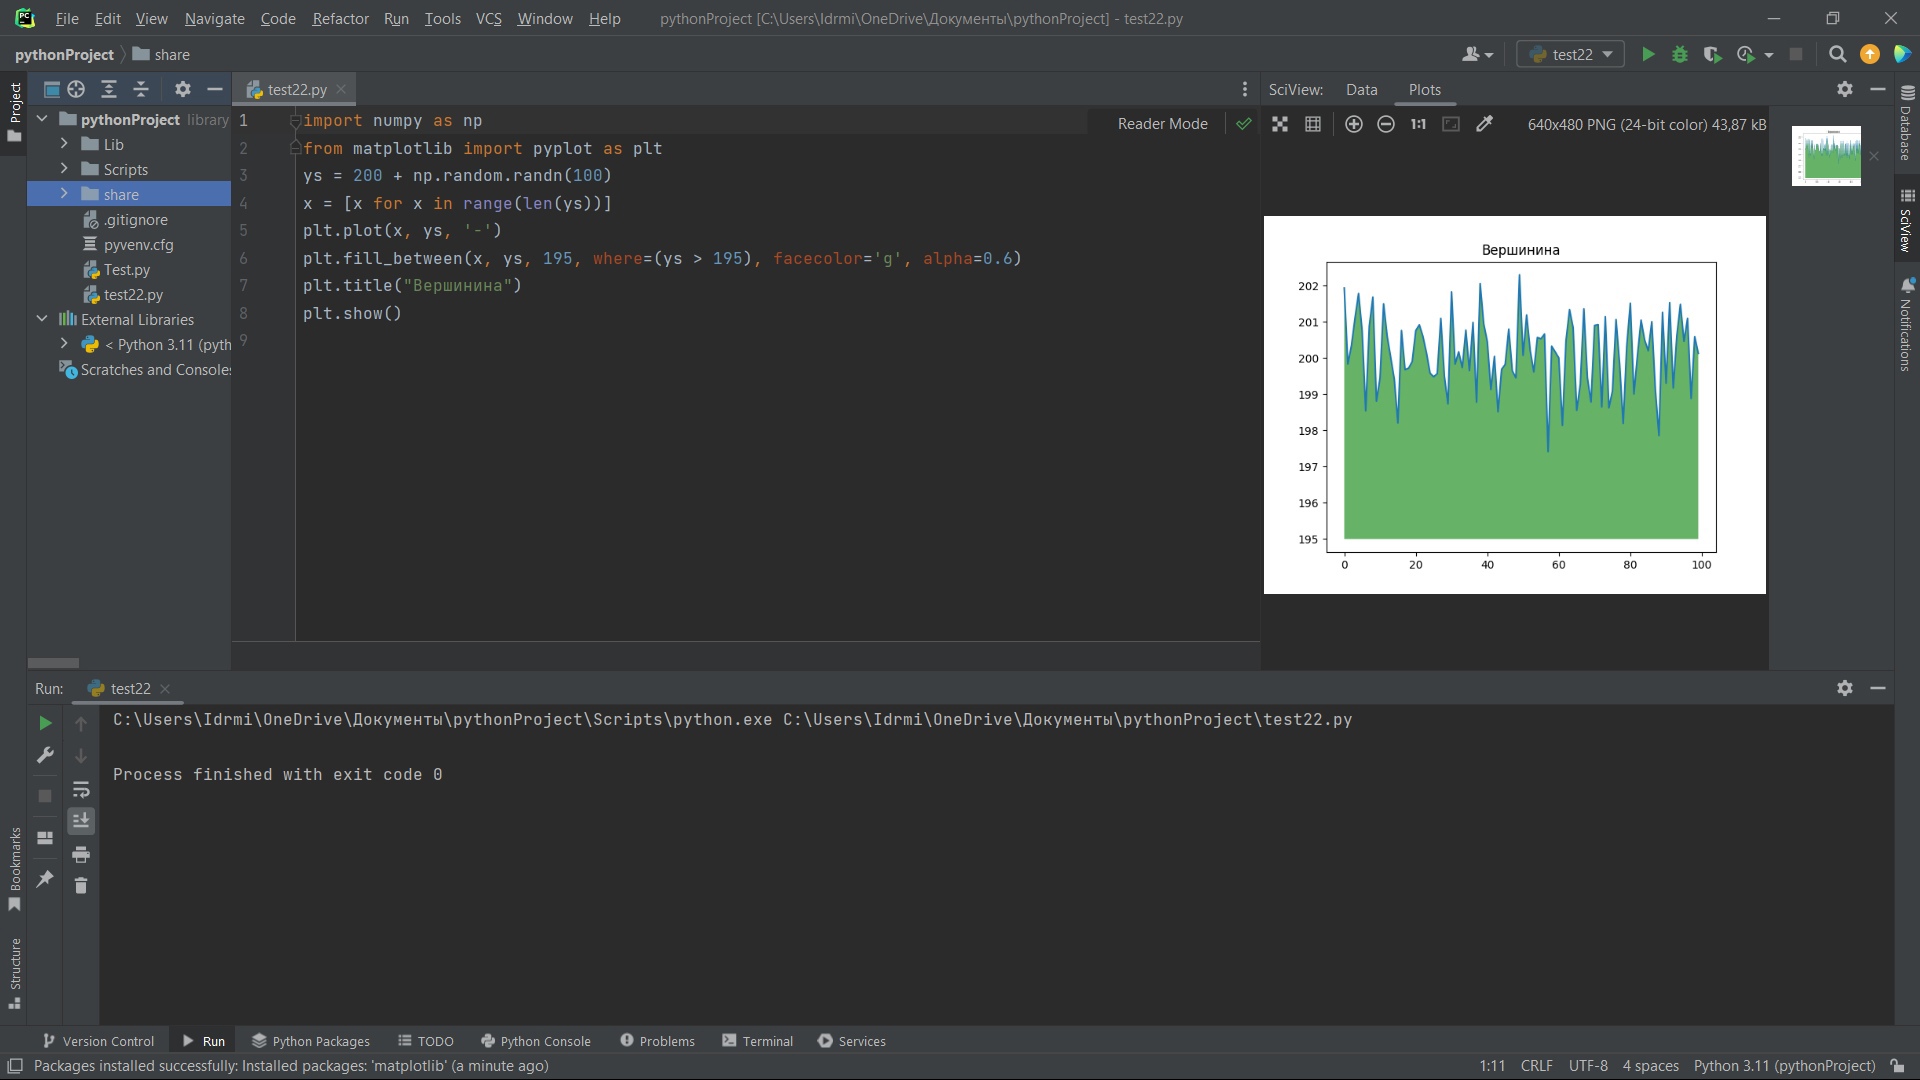 File Edit View Navigate Code Refactor Run Tools VCS Window Help pythonProject [C:\Users\Idrmi\OneDrive\Документы\pythonProject] - test22.py
pythonProject share
test22
Project
test22.py
SciView: Data Plots
pythonProject library
Lib
Scripts
share
.gitignore
pyvenv.cfg
Test.py
test22.py
External Libraries
< Python 3.11 (pyth
Scratches and Consoles
1 import numpy as np
2 from matplotlib import pyplot as plt
3 ys = 200 + np.random.randn(100)
4 x = [x for x in range(len(ys))]
5 plt.plot(x, ys, '-')
6 plt.fill_between(x, ys, 195, where=(ys > 195), facecolor='g', alpha=0.6)
7 plt.title("Вершинина")
8 plt.show()
9
Reader Mode
1:1
640x480 PNG (24-bit color) 43,87 kB
Вершинина
202
201
200
199
198
197
196
195
0 20 40 60 80 100
Database
SciView
Notifications
Run: test22
C:\Users\Idrmi\OneDrive\Документы\pythonProject\Scripts\python.exe C:\Users\Idrmi\OneDrive\Документы\pythonProject\test22.py
Process finished with exit code 0
Bookmarks
Structure
Version Control Run Python Packages TODO Python Console Problems Terminal Services
Packages installed successfully: Installed packages: 'matplotlib' (a minute ago) 1:11 CRLF UTF-8 4 spaces Python 3.11 (pythonProject)